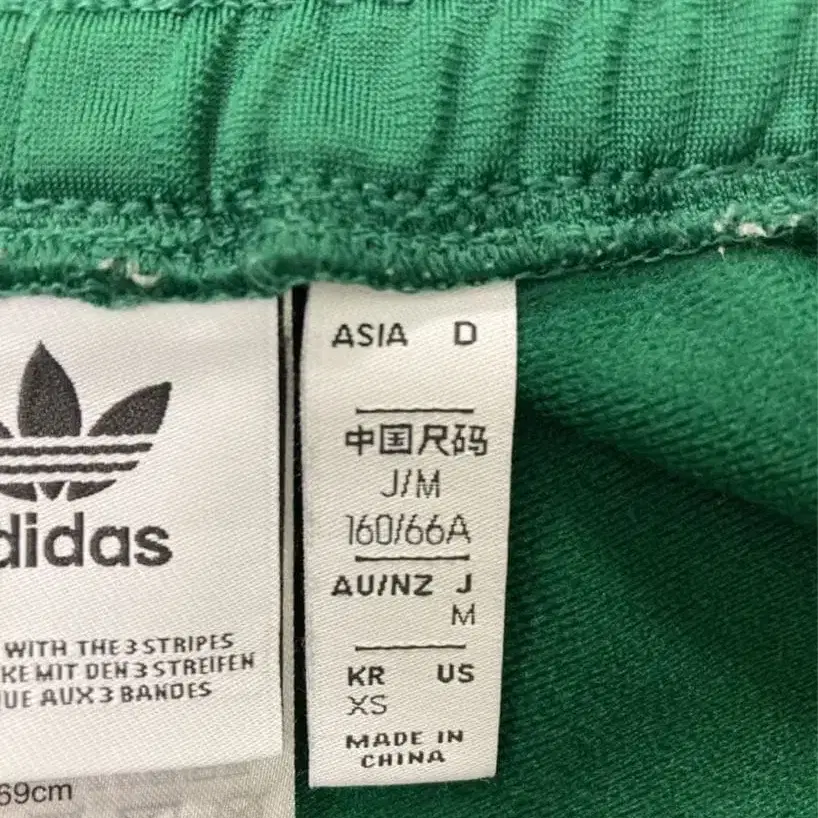 didas
WITH THE 3 STRIPES
KE MIT DEN 3 STREIFEN
UE AUX 3 BANDES
69cm
ASIA D
中国尺码
J/M
160/66A
AU/NZ J
M
KR US
XS
MADE IN
CHINA